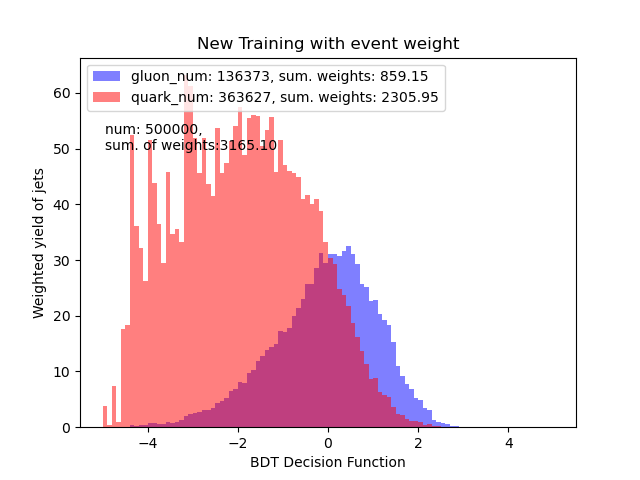 New Training with event weight
gluon_num: 136373, sum. weights: 859.15
quark_num: 363627, sum. weights: 2305.95
num: 500000,
sum. of weights:3165.10
Weighted yield of jets
60
50
40
30
20
10
0
−4
−2
0
2
4
BDT Decision Function